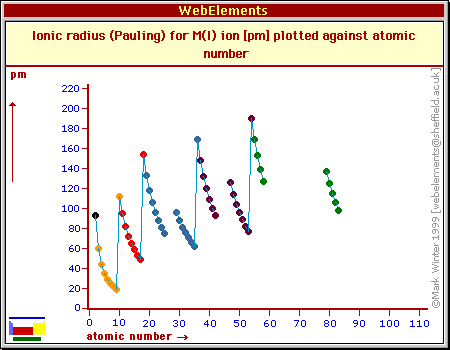 WebElements
Ionic radius (Pauling) for M(I) ion [pm] plotted against atomic
number
pm
220
200
180
160
140
120
100
80
60
40
20
0
0 10 20 30 40 50 60 70 80 90 100 110
atomic number →
©Mark Winter 1999 [webelements@sheffield.ac.uk]